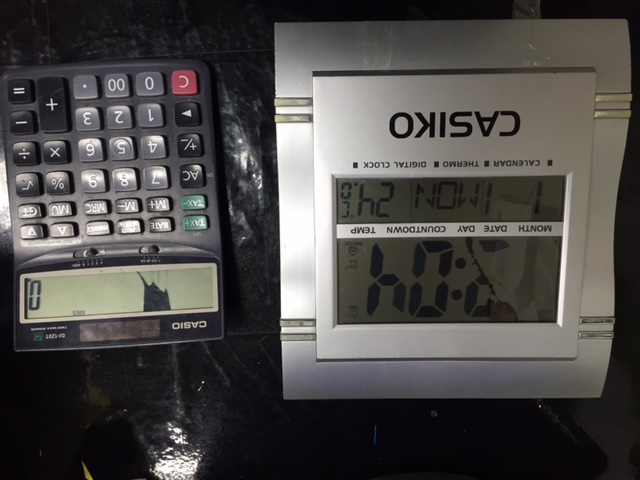 3:04
MONTH DATE DAY COUNTDOWN TEMP
1 1 MON 24.0 °C
CALENDAR THERMO DIGITAL CLOCK
CASIKO
CASIO
DJ-120T
TWO WAY POWER
0
TAX+ RATE
TAX- M+ M- MRC MU GT
AC 7 8 9 % √
+/- 4 5 6 × ÷
► 1 2 3 + −
C 0 00 · =